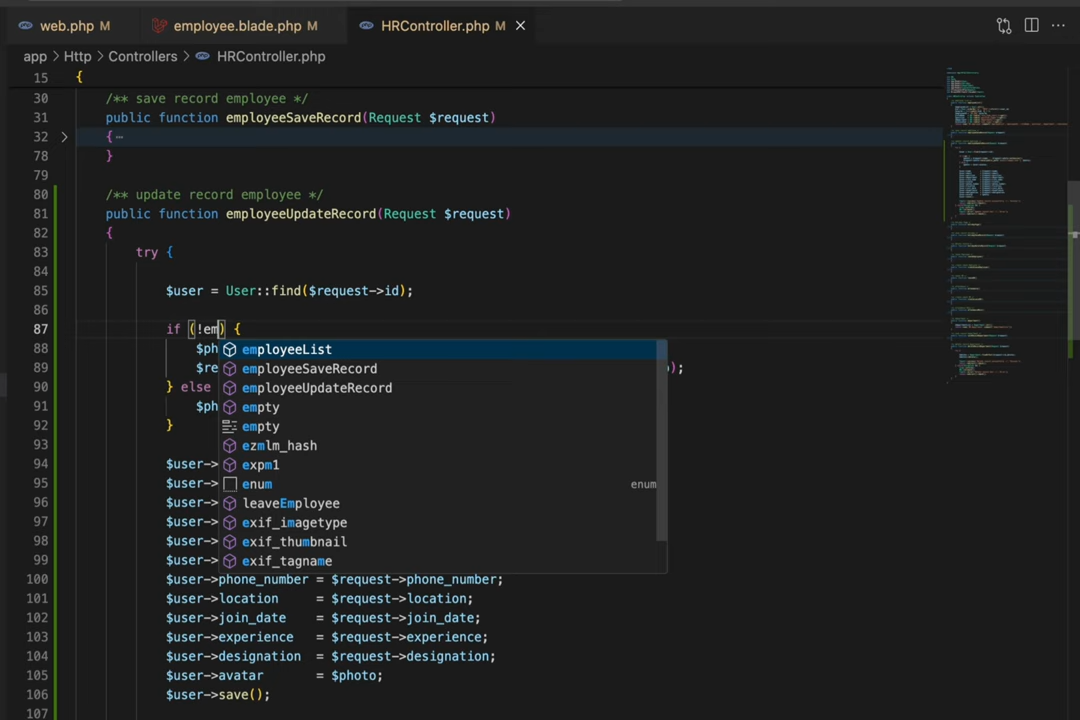 web.php M
employee.blade.php M
HRController.php M
app > Http > Controllers > HRController.php
15 {
30 /** save record employee */
31 public function employeeSaveRecord(Request $request)
32 { ⋯
78 }
79
80 /** update record employee */
81 public function employeeUpdateRecord(Request $request)
82 {
83 try {
84
85 $user = User::find($request->id);
86
87 if (!em) {
88 $ph
employeeList
89 $re
employeeSaveRecord
);
90 } else
employeeUpdateRecord
91 $ph
empty
92 }
empty
93
ezmlm_hash
94 $user->
expm1
95 $user->
enum
enum
96 $user->
leaveEmployee
97 $user->
exif_imagetype
98 $user->
exif_thumbnail
99 $user->
exif_tagname
100 $user->phone_number = $request->phone_number;
101 $user->location = $request->location;
102 $user->join_date = $request->join_date;
103 $user->experience = $request->experience;
104 $user->designation = $request->designation;
105 $user->avatar = $photo;
106 $user->save();
107